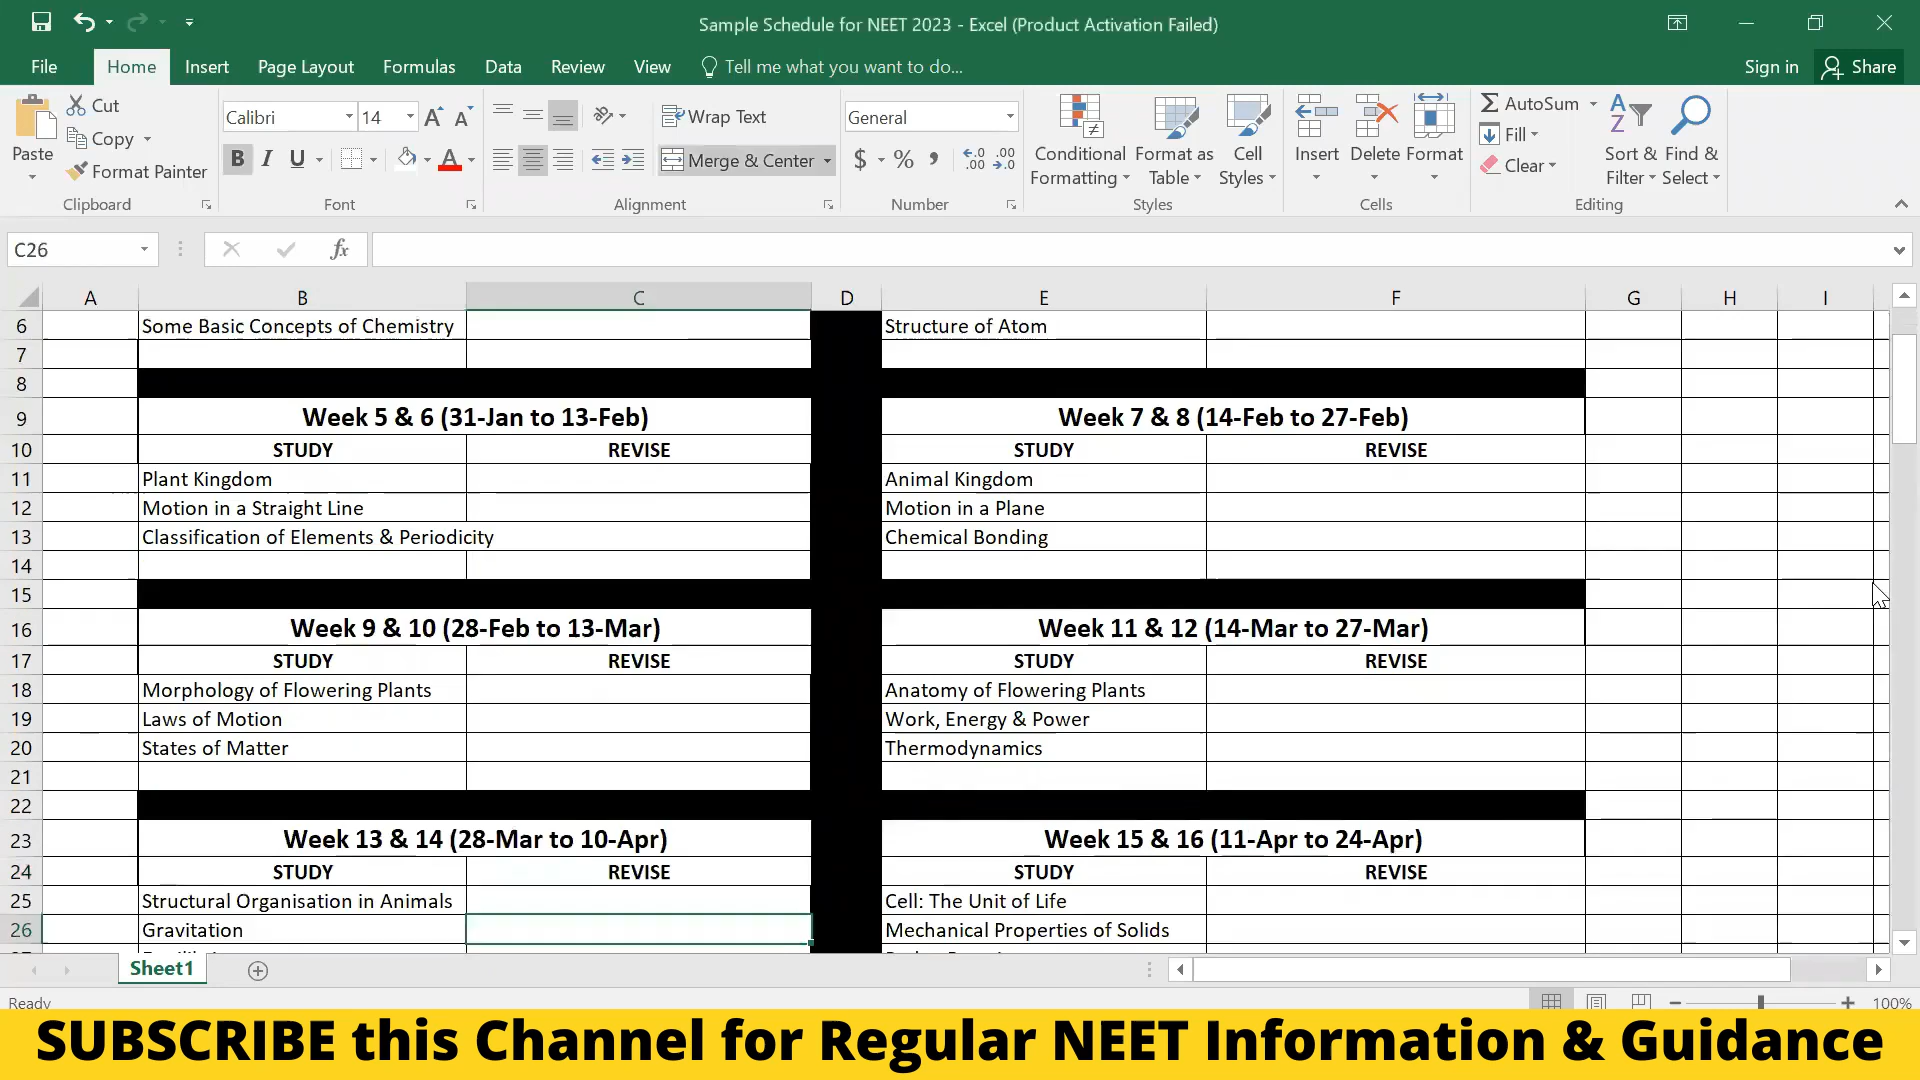 Sample Schedule for NEET 2023 - Excel (Product Activation Failed)
File Home Insert Page Layout Formulas Data Review View Tell me what you want to do... Sign in Share
Paste Cut Copy Format Painter
Clipboard
Calibri 14
B I U A
Font
Wrap Text
Merge & Center
Alignment
General
$ % ,
Number
Conditional Formatting Format as Table Cell Styles
Styles
Insert Delete Format
Cells
AutoSum Fill Clear Sort & Filter Find & Select
Editing
C26 fx
A B C D E F G H I
6 Some Basic Concepts of Chemistry Structure of Atom
7
8
9 Week 5 & 6 (31-Jan to 13-Feb) Week 7 & 8 (14-Feb to 27-Feb)
10 STUDY REVISE STUDY REVISE
11 Plant Kingdom Animal Kingdom
12 Motion in a Straight Line Motion in a Plane
13 Classification of Elements & Periodicity Chemical Bonding
14
15
16 Week 9 & 10 (28-Feb to 13-Mar) Week 11 & 12 (14-Mar to 27-Mar)
17 STUDY REVISE STUDY REVISE
18 Morphology of Flowering Plants Anatomy of Flowering Plants
19 Laws of Motion Work, Energy & Power
20 States of Matter Thermodynamics
21
22
23 Week 13 & 14 (28-Mar to 10-Apr) Week 15 & 16 (11-Apr to 24-Apr)
24 STUDY REVISE STUDY REVISE
25 Structural Organisation in Animals Cell: The Unit of Life
26 Gravitation Mechanical Properties of Solids
Sheet1
Ready 100%
SUBSCRIBE this Channel for Regular NEET Information & Guidance